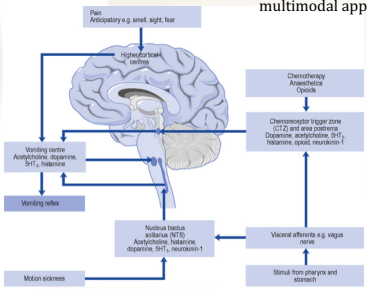 multimodal app
Pain
Anticipatory e.g. smell, sight, fear
Higher cortical
centres
Chemotherapy
Anaesthetics
Opioids
Chemoreceptor trigger zone
(CTZ) and area postrema
Dopamine, acetylcholine, 5HT3,
histamine, opioid, neurokinin-1
Vomiting centre
Acetylcholine, dopamine,
5HT3, histamine
Vomiting reflex
Nucleus tractus
solitarius (NTS)
Acetylcholine, histamine,
dopamine, 5HT3, neurokinin-1
Visceral afferents e.g. vagus
nerve
Motion sickness
Stimuli from pharynx and
stomach